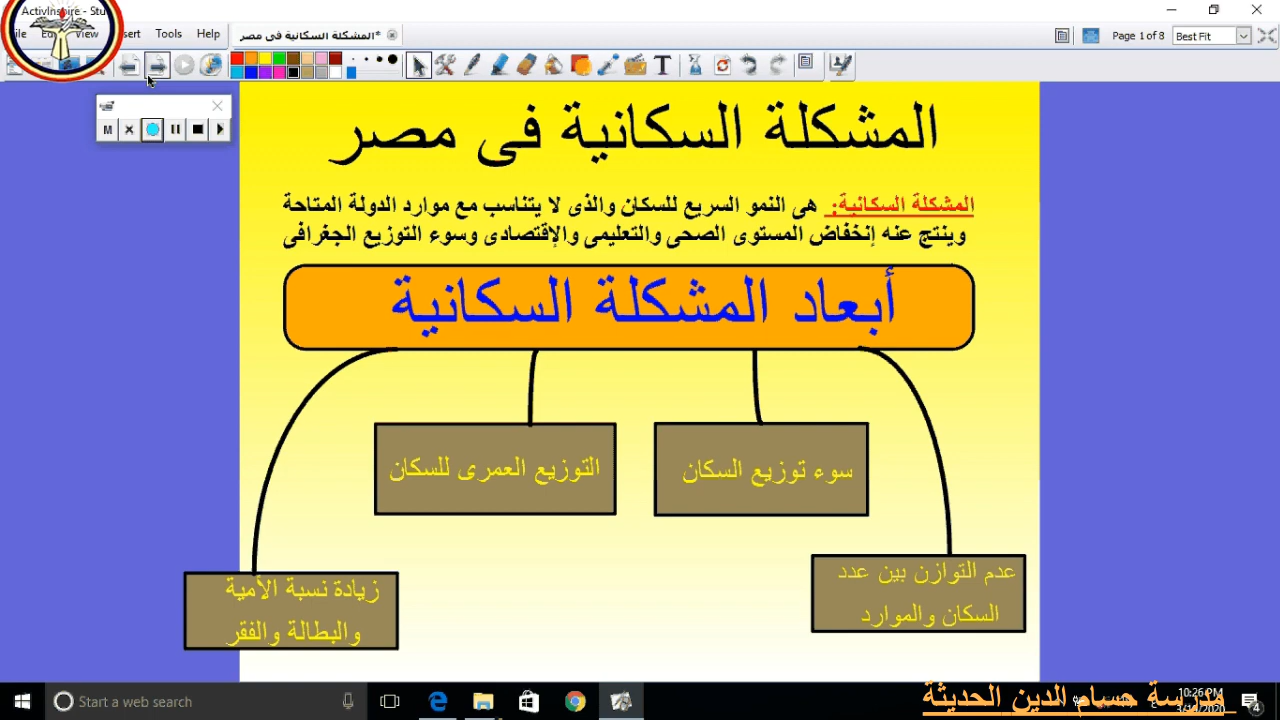 ActivInspire - Stu
View
Tools
Help
*المشكلة السكانية فى مصر
Page 1 of 8
Best Fit
المشكلة السكانية فى مصر
المشكلة السكانية: هى النمو السريع للسكان والذى لا يتناسب مع موارد الدولة المتاحة
وينتج عنه إنخفاض المستوى الصحى والتعليمى والإقتصادى وسوء التوزيع الجغرافى
أبعاد المشكلة السكانية
سوء توزيع السكان
التوزيع العمرى للسكان
عدم التوازن بين عدد
السكان والموارد
زيادة نسبة الأمية
والبطالة والفقر
Start a web search
10:26 PM
مدرسة حسام الدين الحديثة